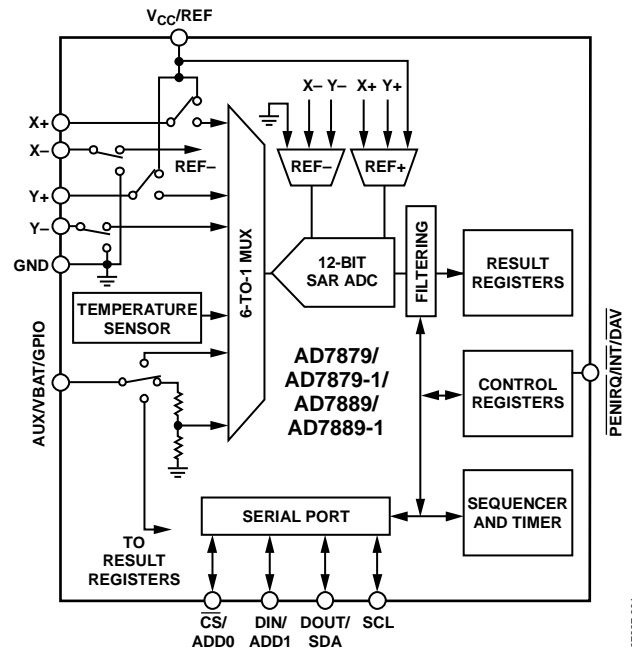 VCC/REF
X– Y– X+ Y+
X+
X–
REF–
Y+
Y–
GND
REF–
REF+
6-TO-1 MUX
12-BIT
SAR ADC
FILTERING
RESULT
REGISTERS
TEMPERATURE
SENSOR
AUX/VBAT/GPIO
AD7879/
AD7879-1/
AD7889/
AD7889-1
CONTROL
REGISTERS
PENIRQ/INT/DAV
SEQUENCER
AND TIMER
SERIAL PORT
TO
RESULT
REGISTERS
CS/
ADD0
DIN/
ADD1
DOUT/
SDA
SCL